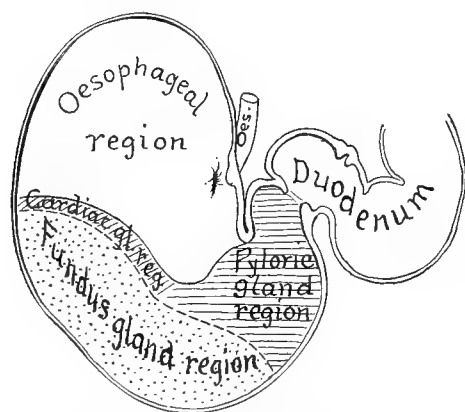 Oesophageal
region
Oes.
Duodenum
Cardiac gl. reg.
Fundus gland region
Pyloric
gland
region